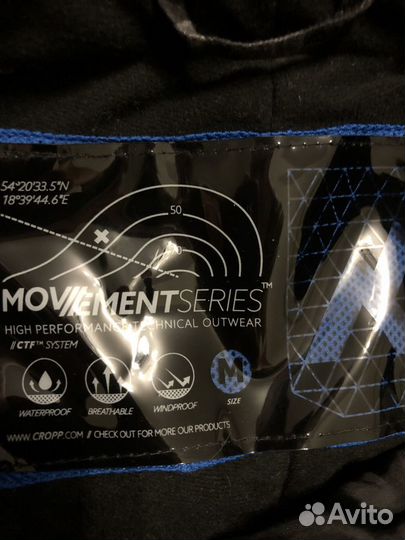 54°20'33.5"N
18°39'44.6"E
50
MOVEMENTSERIES™
HIGH PERFORMANCE TECHNICAL OUTWEAR
//CTF™ SYSTEM
M
WATERPROOF
BREATHABLE
WINDPROOF
SIZE
WWW.CROPP.COM // CHECK OUT FOR MORE OUR PRODUCTS
Avito